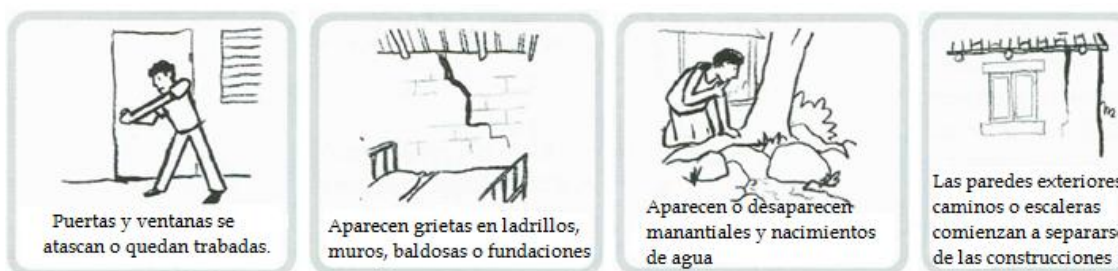 Puertas y ventanas se
atascan o quedan trabadas.
Aparecen grietas en ladrillos,
muros, baldosas o fundaciones
Aparecen o desaparecen
manantiales y nacimientos
de agua
Las paredes exteriores
caminos o escaleras
comienzan a separars
de las construcciones